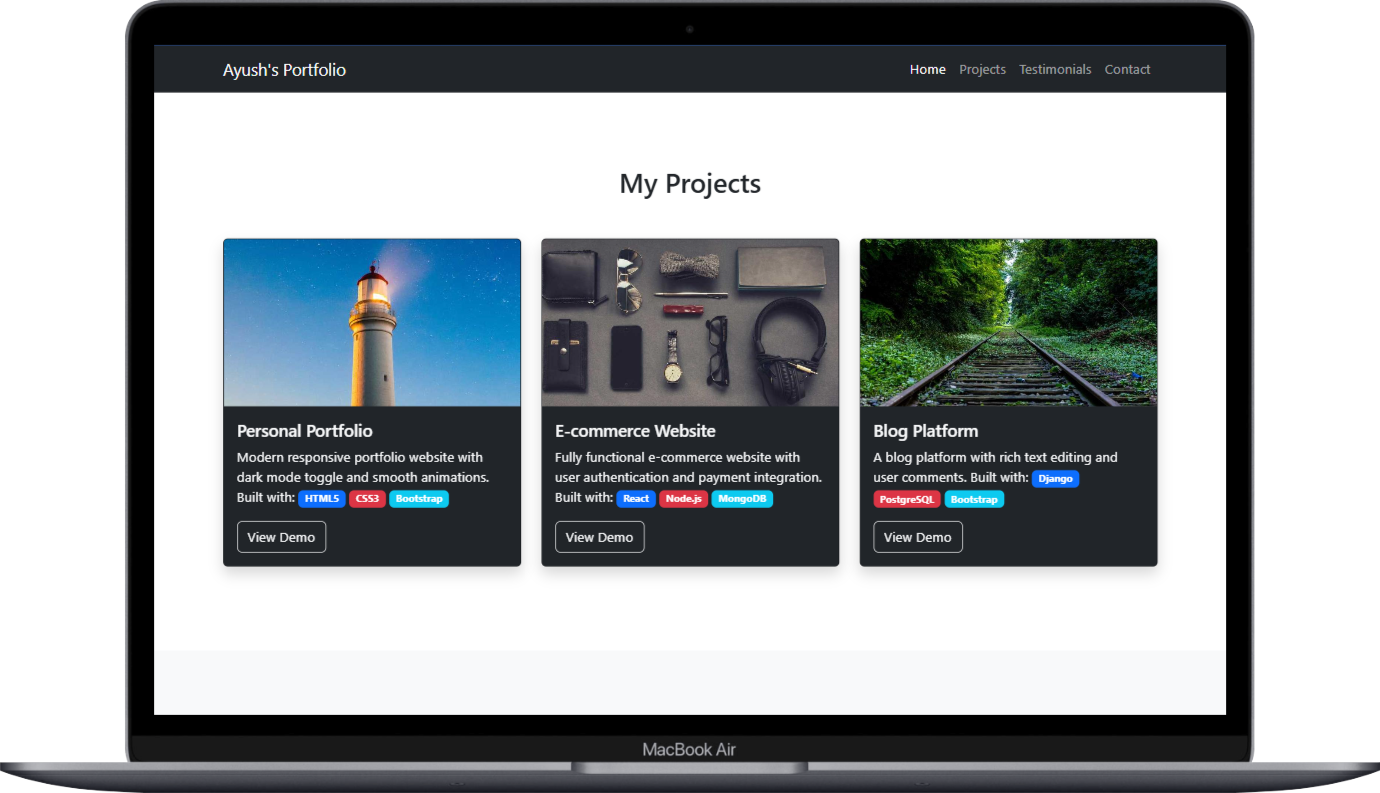 Ayush's Portfolio
Home Projects Testimonials Contact
My Projects
Personal Portfolio
Modern responsive portfolio website with
dark mode toggle and smooth animations.
Built with: HTML5 CSS3 Bootstrap
View Demo
E-commerce Website
Fully functional e-commerce website with
user authentication and payment integration.
Built with: React Node.js MongoDB
View Demo
Blog Platform
A blog platform with rich text editing and
user comments. Built with: Django
PostgreSQL Bootstrap
View Demo
MacBook Air